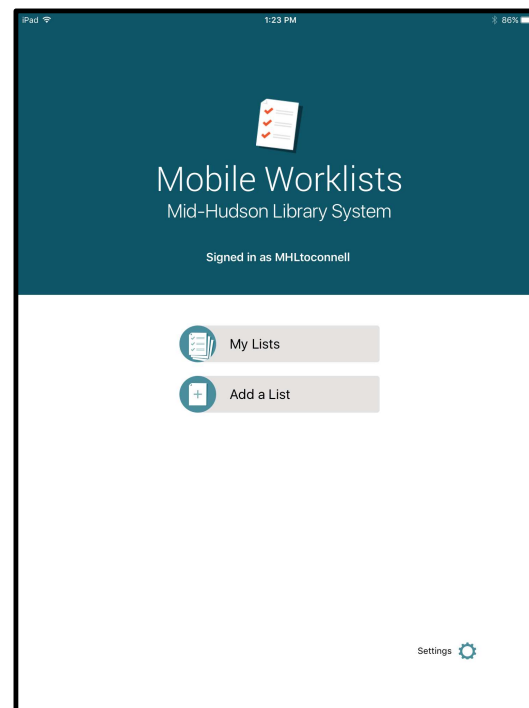 iPad 1:23 PM 86%
Mobile Worklists
Mid-Hudson Library System
Signed in as MHLtoconnell
My Lists
Add a List
Settings